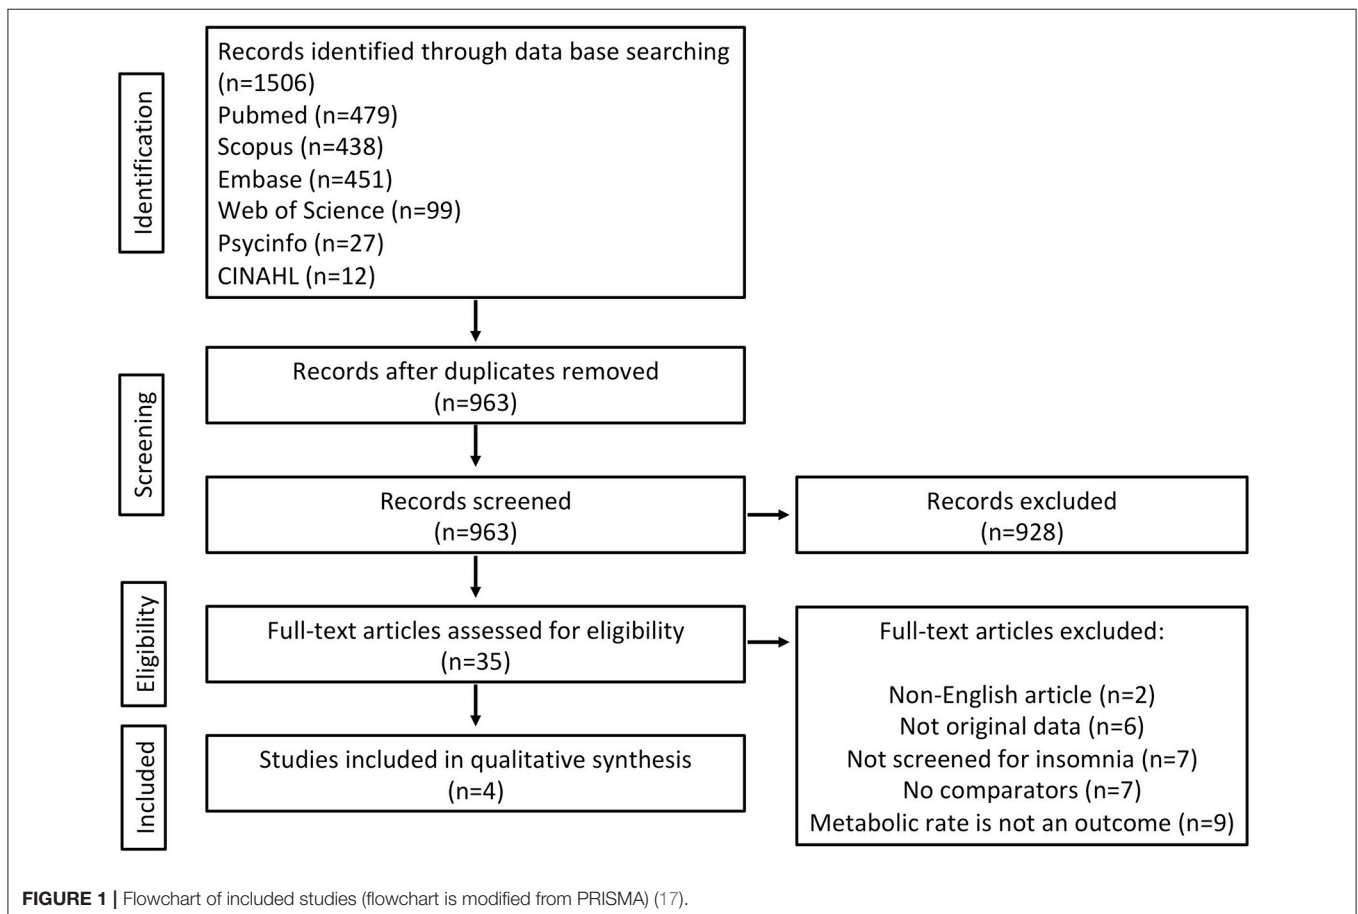 Identification
Records identified through data base searching
(n=1506)
Pubmed (n=479)
Scopus (n=438)
Embase (n=451)
Web of Science (n=99)
Psycinfo (n=27)
CINAHL (n=12)
Screening
Records after duplicates removed
(n=963)
Records screened
(n=963)
Records excluded
(n=928)
Eligibility
Full-text articles assessed for eligibility
(n=35)
Full-text articles excluded:
Non-English article (n=2)
Not original data (n=6)
Not screened for insomnia (n=7)
No comparators (n=7)
Metabolic rate is not an outcome (n=9)
Included
Studies included in qualitative synthesis
(n=4)
FIGURE 1 | Flowchart of included studies (flowchart is modified from PRISMA) (17).